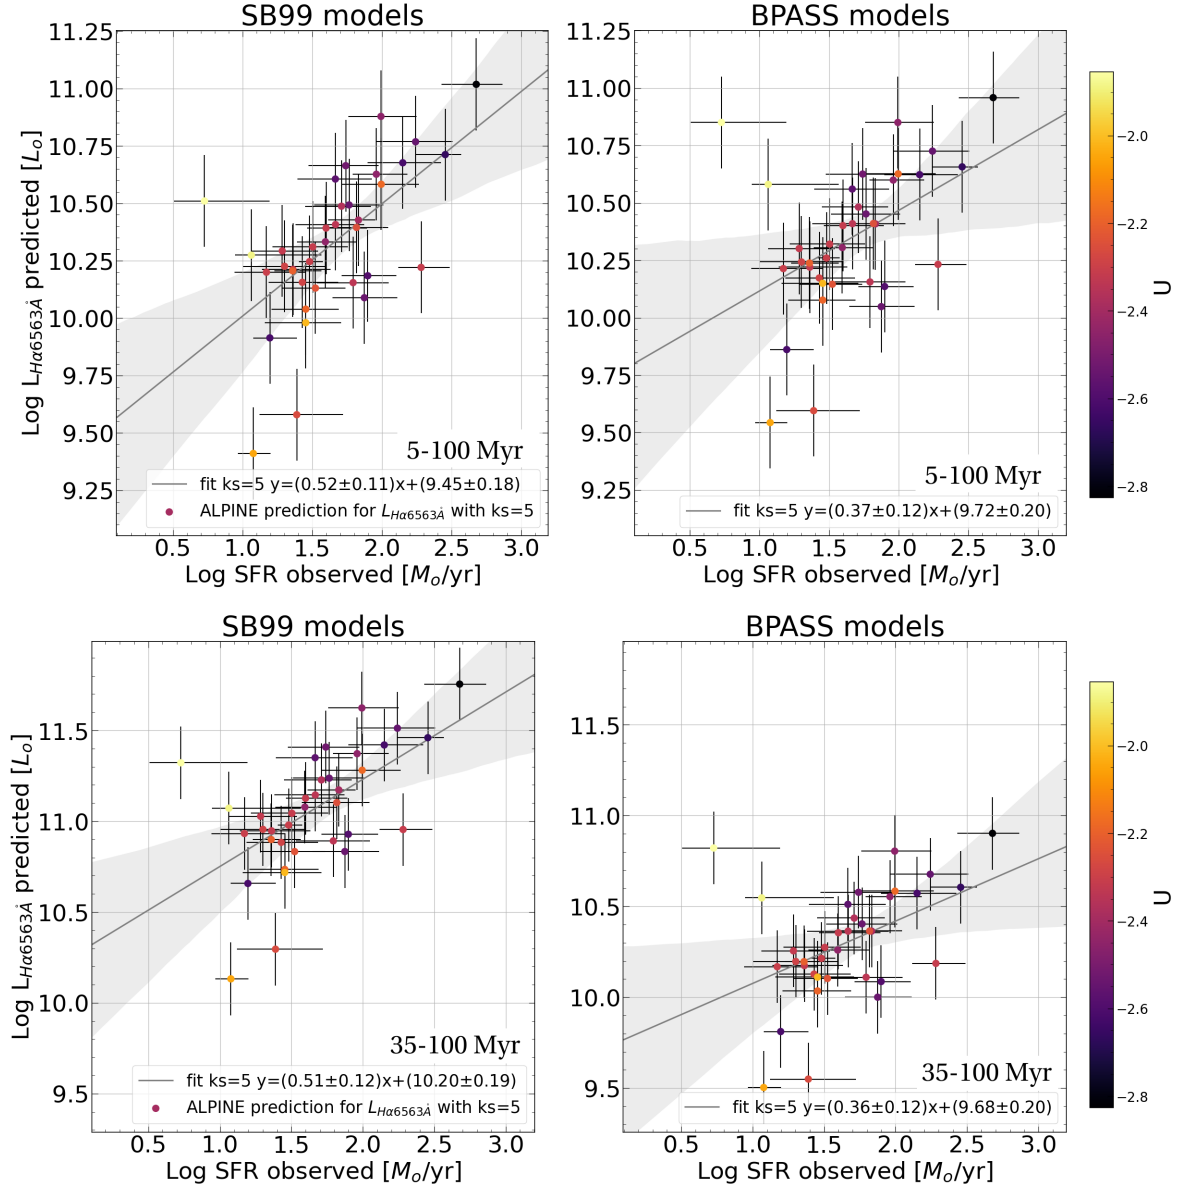 SB99 models
BPASS models
11.25
11.00
10.75
10.50
10.25
10.00
9.75
9.50
9.25
Log L_{Hα6563Å} predicted [L_o]
5-100 Myr
fit ks=5 y=(0.52±0.11)x+(9.45±0.18)
ALPINE prediction for L_{Hα6563Å} with ks=5
0.5 1.0 1.5 2.0 2.5 3.0
Log SFR observed [M_o/yr]
11.25
11.00
10.75
10.50
10.25
10.00
9.75
9.50
9.25
5-100 Myr
fit ks=5 y=(0.37±0.12)x+(9.72±0.20)
0.5 1.0 1.5 2.0 2.5 3.0
Log SFR observed [M_o/yr]
−2.0
−2.2
−2.4
−2.6
−2.8
U
SB99 models
BPASS models
11.5
11.0
10.5
10.0
9.5
Log L_{Hα6563Å} predicted [L_o]
35-100 Myr
fit ks=5 y=(0.51±0.12)x+(10.20±0.19)
ALPINE prediction for L_{Hα6563Å} with ks=5
0.5 1.0 1.5 2.0 2.5 3.0
Log SFR observed [M_o/yr]
11.5
11.0
10.5
10.0
9.5
35-100 Myr
fit ks=5 y=(0.36±0.12)x+(9.68±0.20)
0.5 1.0 1.5 2.0 2.5 3.0
Log SFR observed [M_o/yr]
−2.0
−2.2
−2.4
−2.6
−2.8
U